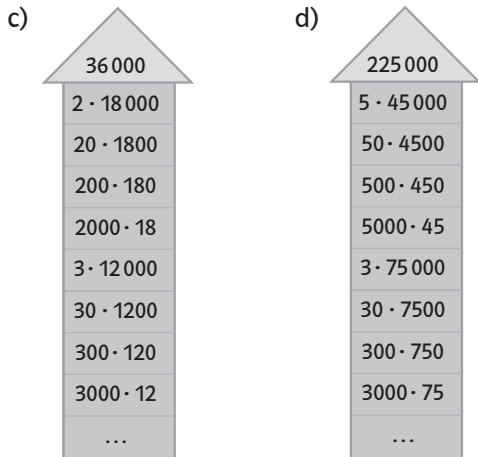 c)
36 000
2 · 18 000
20 · 1800
200 · 180
2000 · 18
3 · 12 000
30 · 1200
300 · 120
3000 · 12
...
d)
225 000
5 · 45 000
50 · 4500
500 · 450
5000 · 45
3 · 75 000
30 · 7500
300 · 750
3000 · 75
...